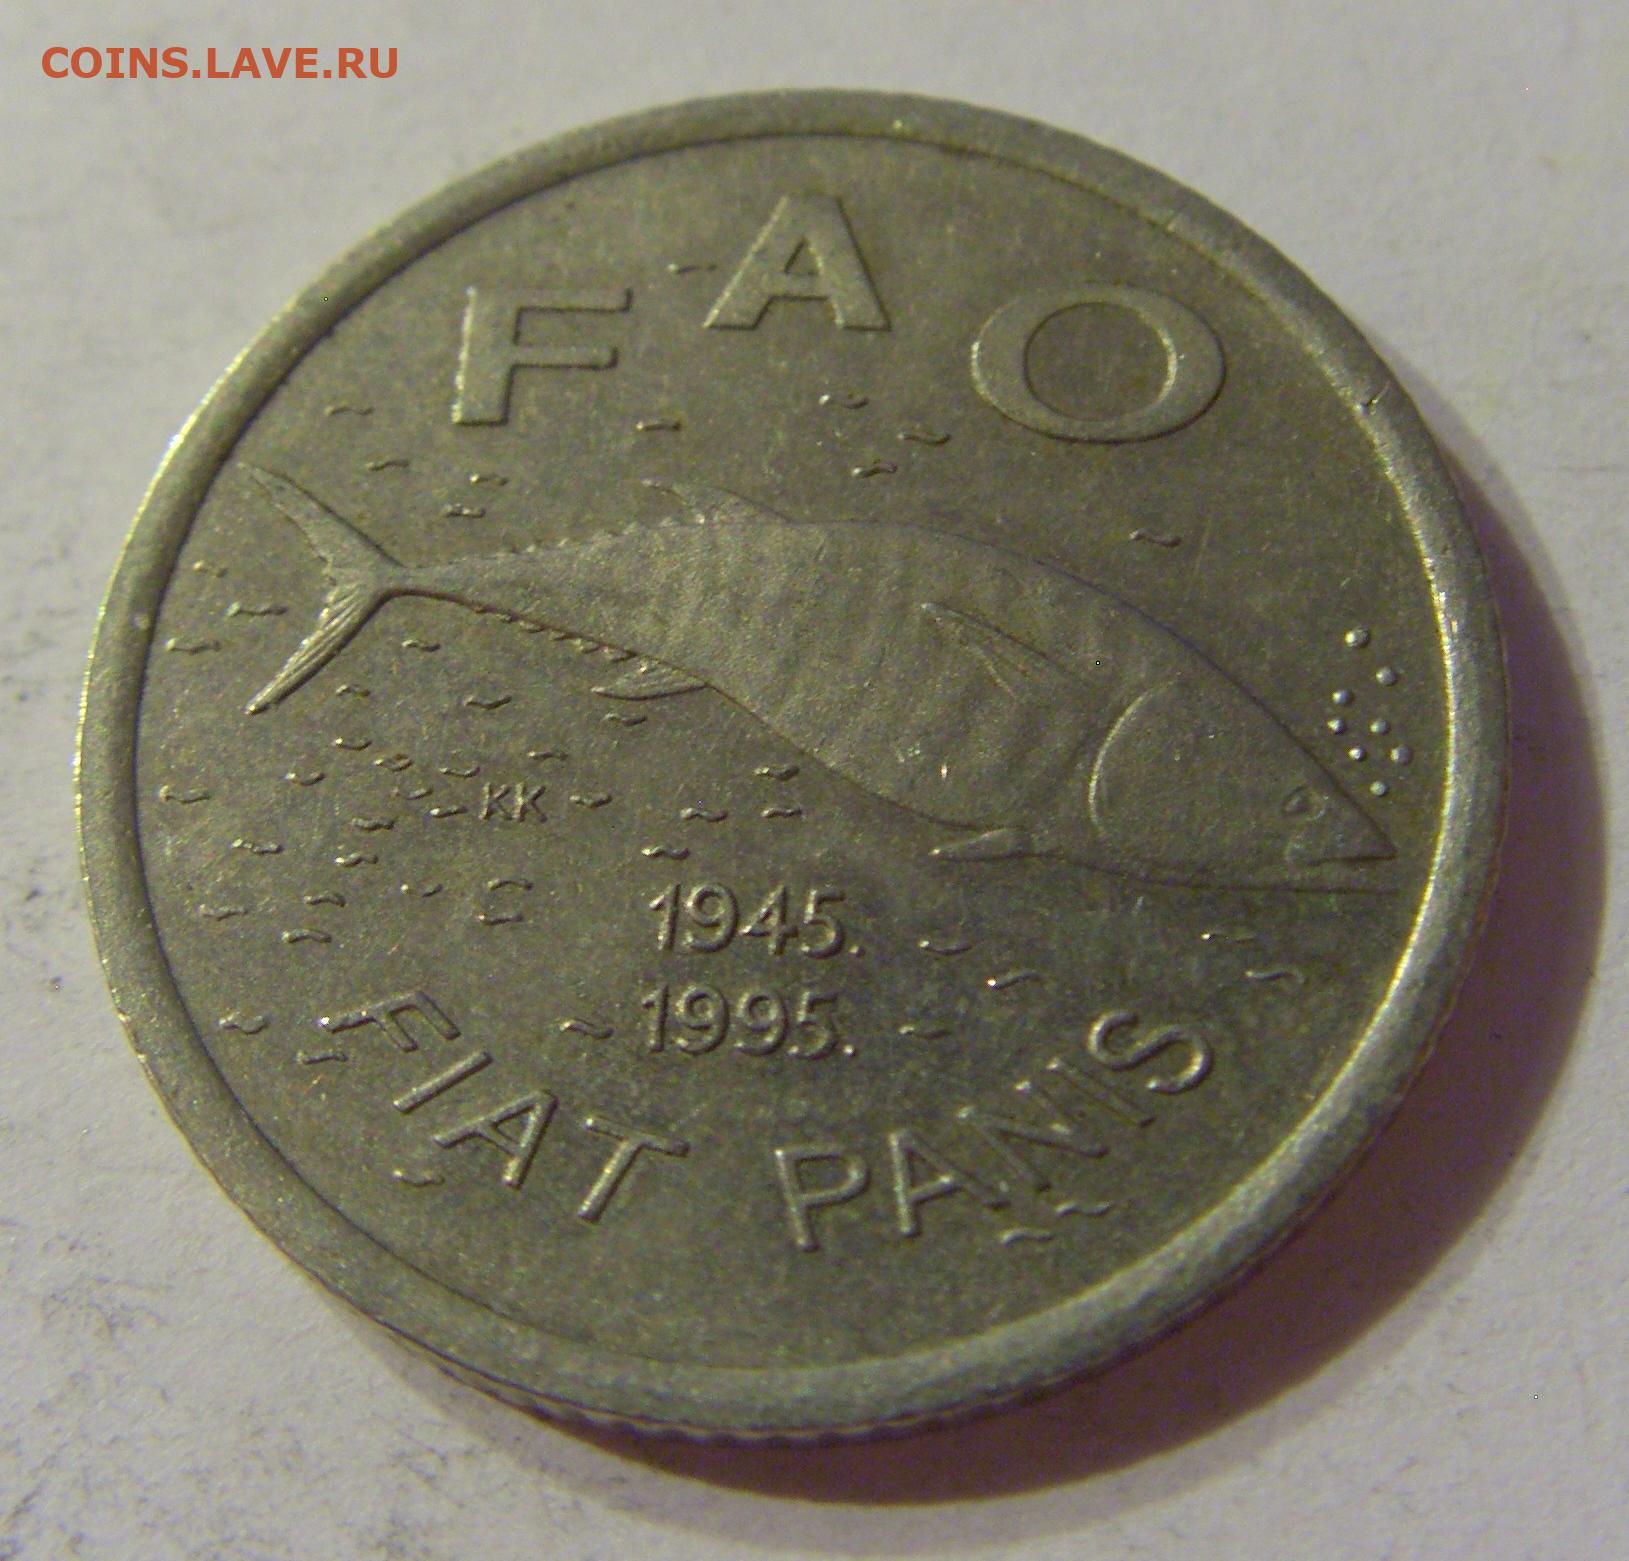 COINS.LAVE.RU
FAO
KK
1945.
1995.
FIAT PANIS